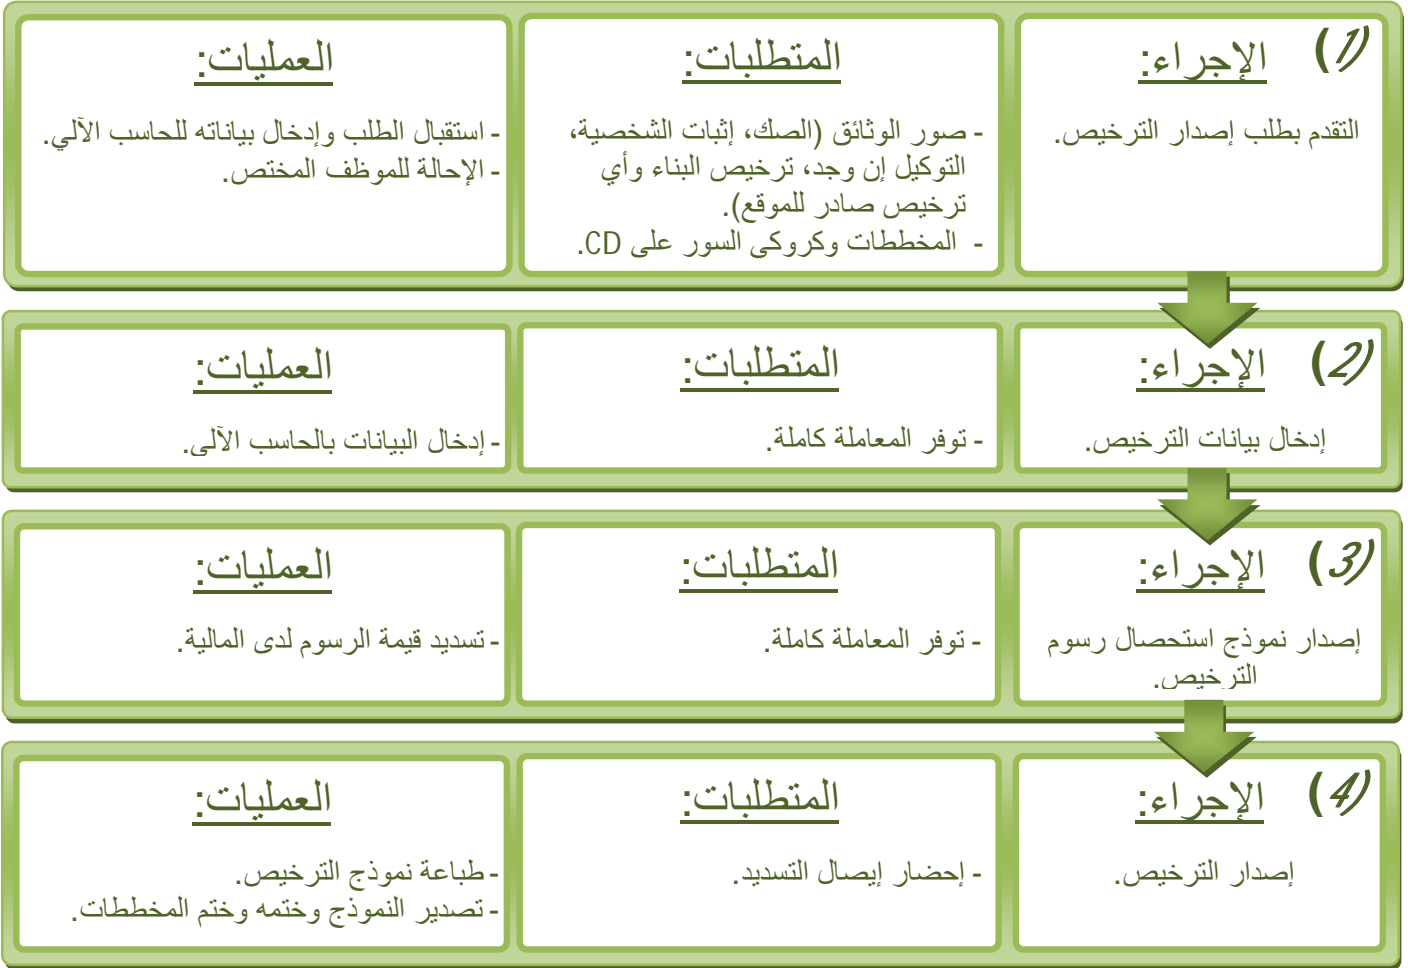 (1) الإجراء:
التقدم بطلب إصدار الترخيص.
المتطلبات:
- صور الوثائق (الصك، إثبات الشخصية،
التوكيل إن وجد، ترخيص البناء وأي
ترخيص صادر للموقع).
- المخططات وكروكى السور على CD.
العمليات:
- استقبال الطلب وإدخال بياناته للحاسب الآلي.
- الإحالة للموظف المختص.
(2) الإجراء:
إدخال بيانات الترخيص.
المتطلبات:
- توفر المعاملة كاملة.
العمليات:
- إدخال البيانات بالحاسب الآلى.
(3) الإجراء:
إصدار نموذج استحصال رسوم
الترخيص.
المتطلبات:
- توفر المعاملة كاملة.
العمليات:
- تسديد قيمة الرسوم لدى المالية.
(4) الإجراء:
إصدار الترخيص.
المتطلبات:
- إحضار إيصال التسديد.
العمليات:
- طباعة نموذج الترخيص.
- تصدير النموذج وختمه وختم المخططات.